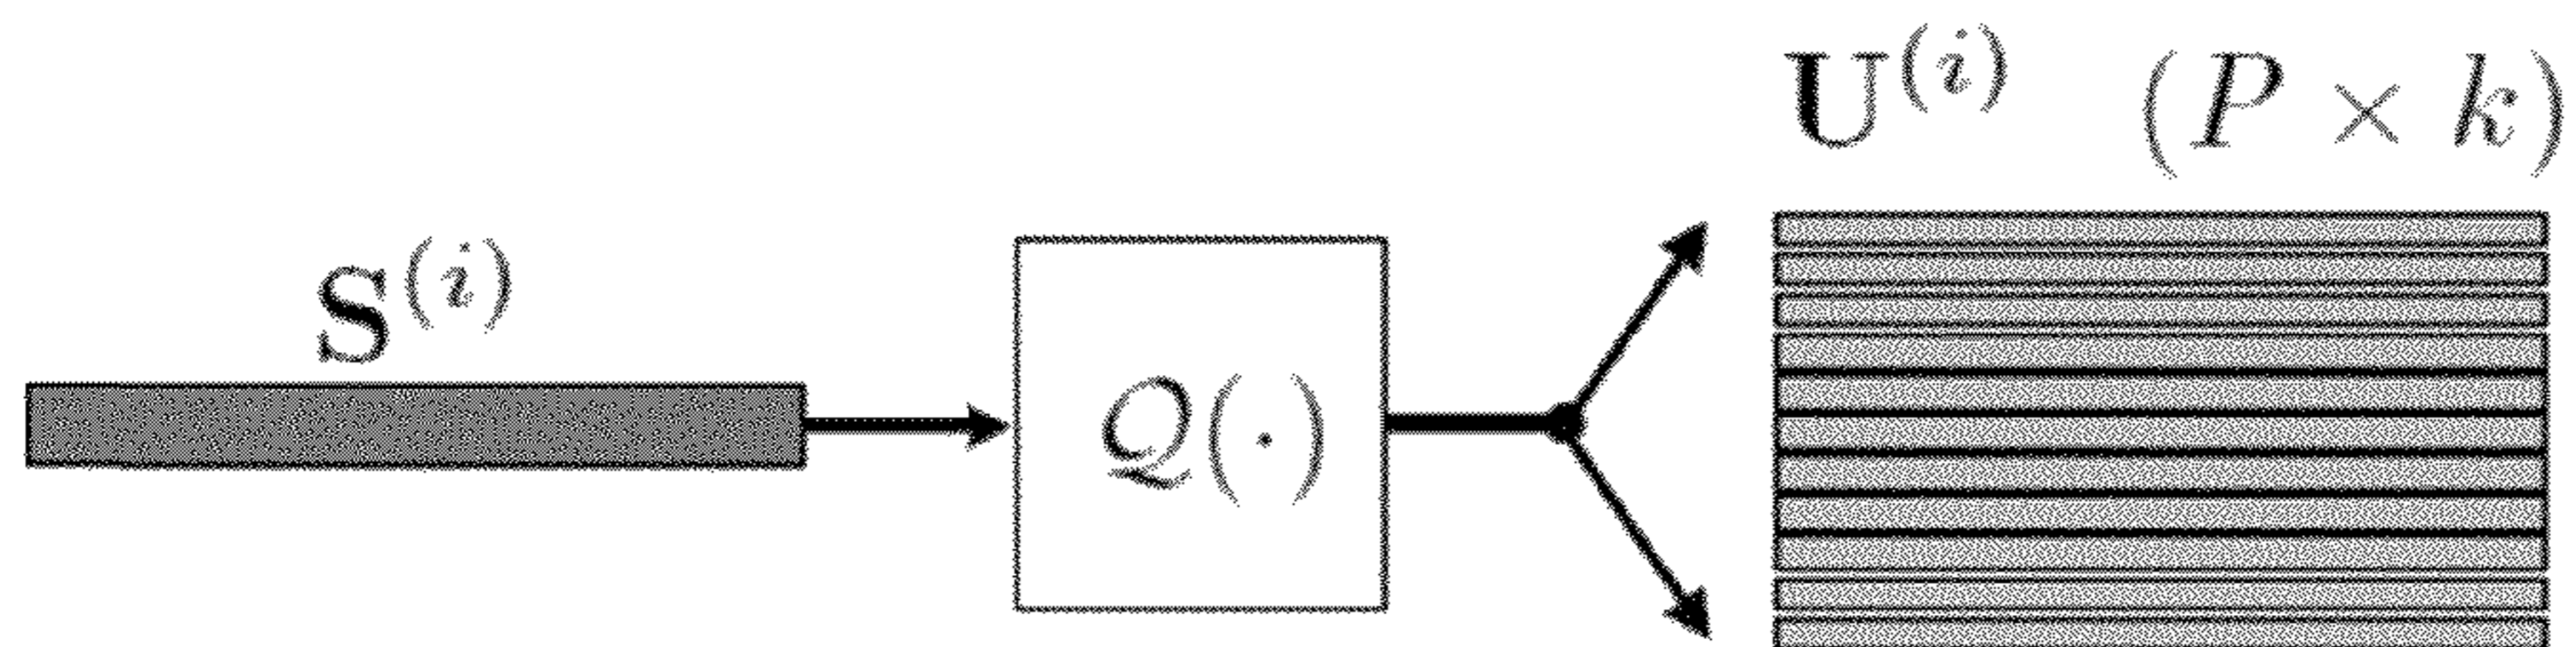 U^(i) (P × k)
S^(i)
Q(·)